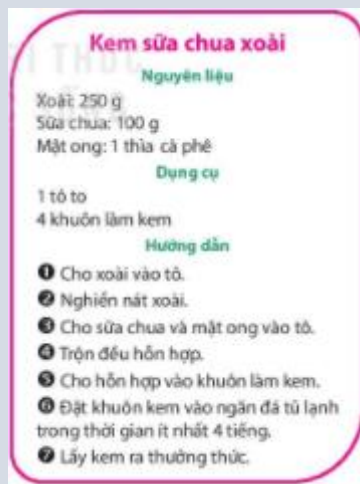 Kem sữa chua xoài
Nguyên liệu
Xoài: 250 g
Sữa chua: 100 g
Mật ong: 1 thìa cà phê
Dụng cụ
1 tô to
4 khuôn làm kem
Hướng dẫn
❶ Cho xoài vào tô.
❷ Nghiền nát xoài.
❸ Cho sữa chua và mật ong vào tô.
❹ Trộn đều hỗn hợp.
❺ Cho hỗn hợp vào khuôn làm kem.
❻ Đặt khuôn kem vào ngăn đá tủ lạnh
trong thời gian ít nhất 4 tiếng.
❼ Lấy kem ra thưởng thức.